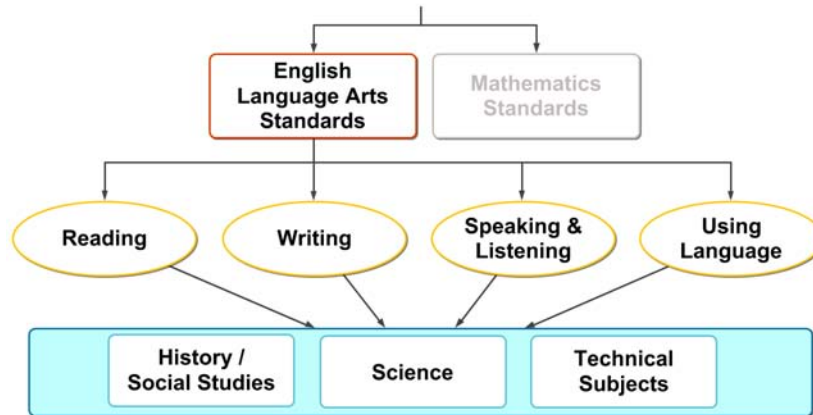 English
Language Arts
Standards
Mathematics
Standards
Reading
Writing
Speaking &
Listening
Using
Language
History /
Social Studies
Science
Technical
Subjects